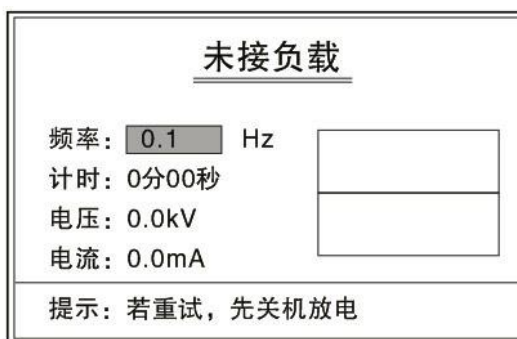 未接负载
频率：0.1 Hz
计时：0分00秒
电压：0.0kV
电流：0.0mA
提示：若重试，先关机放电